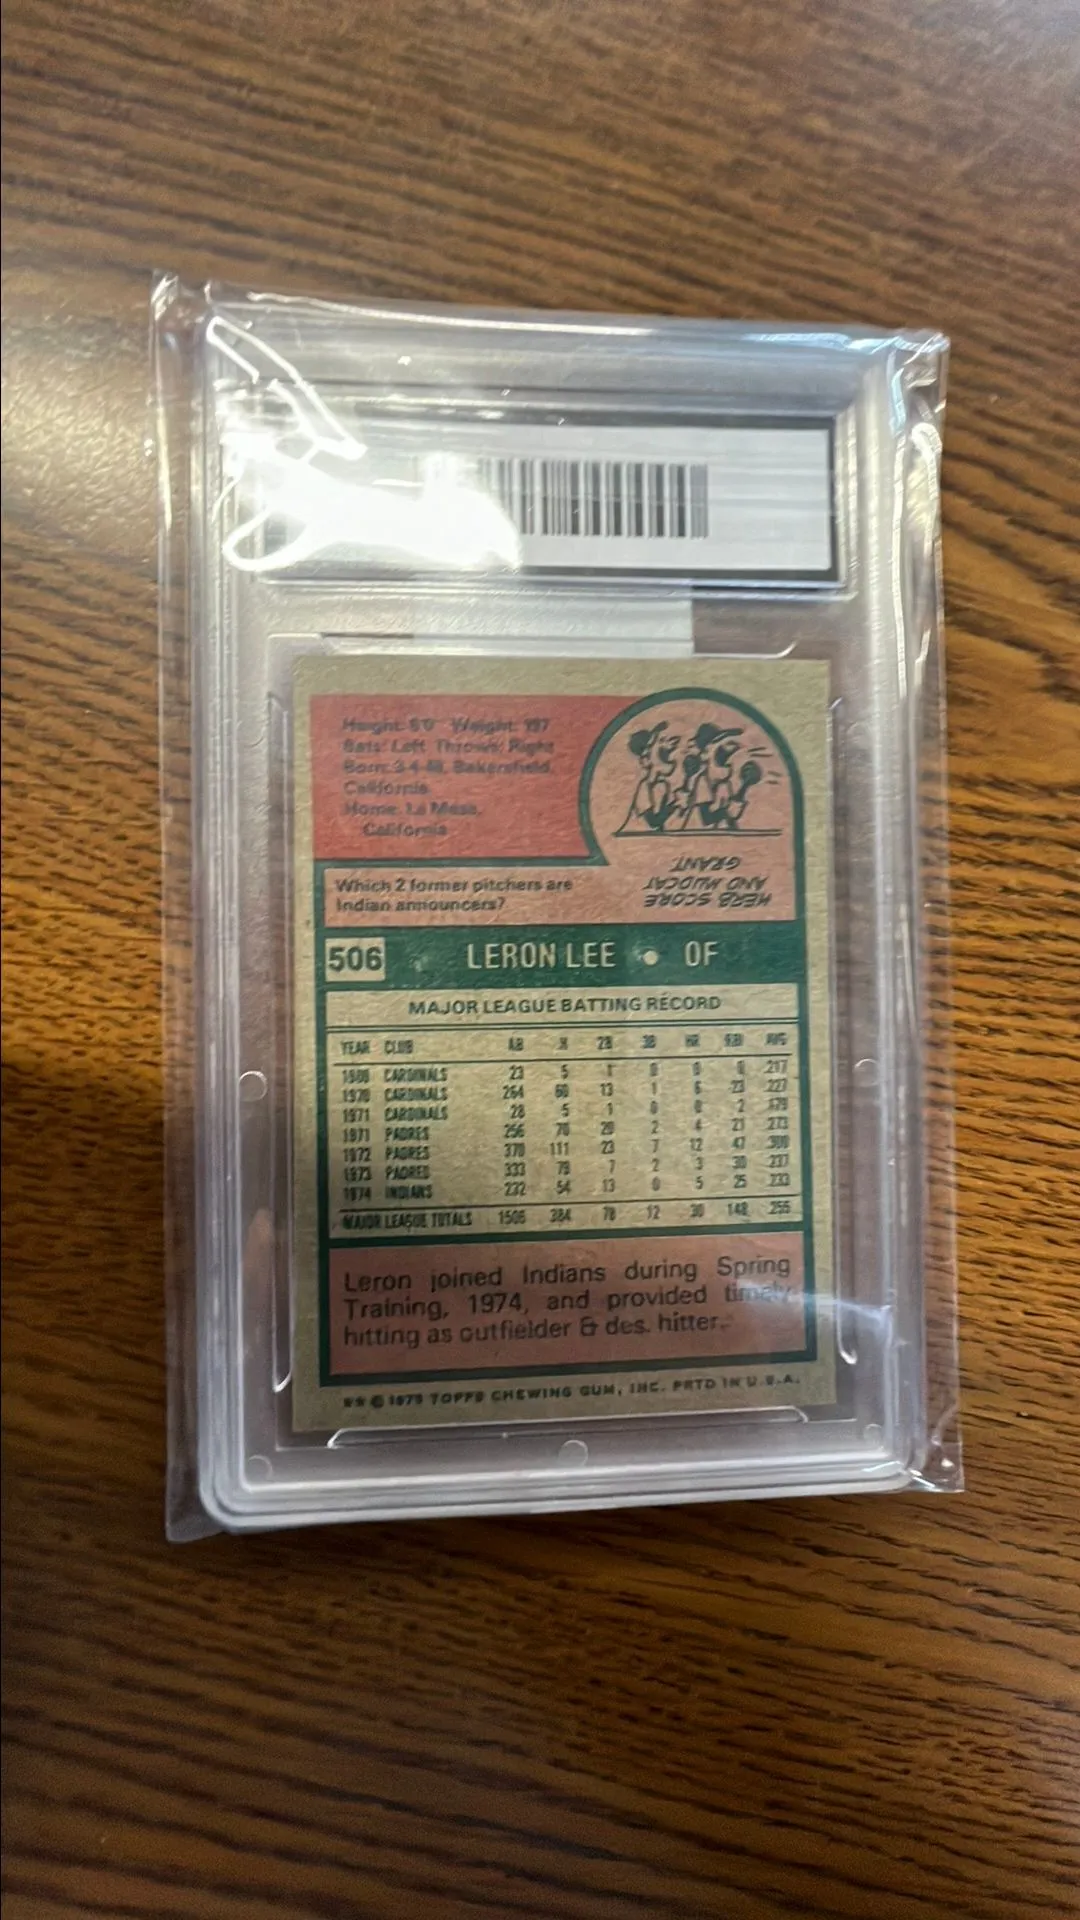 Height: 6'0 Weight: 197
Bats: Left Throws: Right
Born: 3-4-48, Bakersfield,
California
Home: La Mesa,
California
Which 2 former pitchers are
Indian announcers?
HERB SCORE
AND MUDCAT
GRANT
506 LERON LEE • OF
MAJOR LEAGUE BATTING RECORD
YEAR CLUB AB H 2B 3B HR RBI AVG
1969 CARDINALS 23 5 1 0 0 0 .217
1970 CARDINALS 264 60 13 1 6 23 .227
1971 CARDINALS 28 5 1 0 0 2 .179
1971 PADRES 256 70 20 2 4 21 .273
1972 PADRES 370 111 23 7 12 47 .300
1973 PADRES 333 79 7 2 3 30 .237
1974 INDIANS 232 54 13 0 5 25 .233
MAJOR LEAGUE TOTALS 1506 384 78 12 30 148 .255
Leron joined Indians during Spring
Training, 1974, and provided timely
hitting as outfielder & des. hitter.
** © 1975 TOPPS CHEWING GUM, INC. PRTD IN U.S.A.